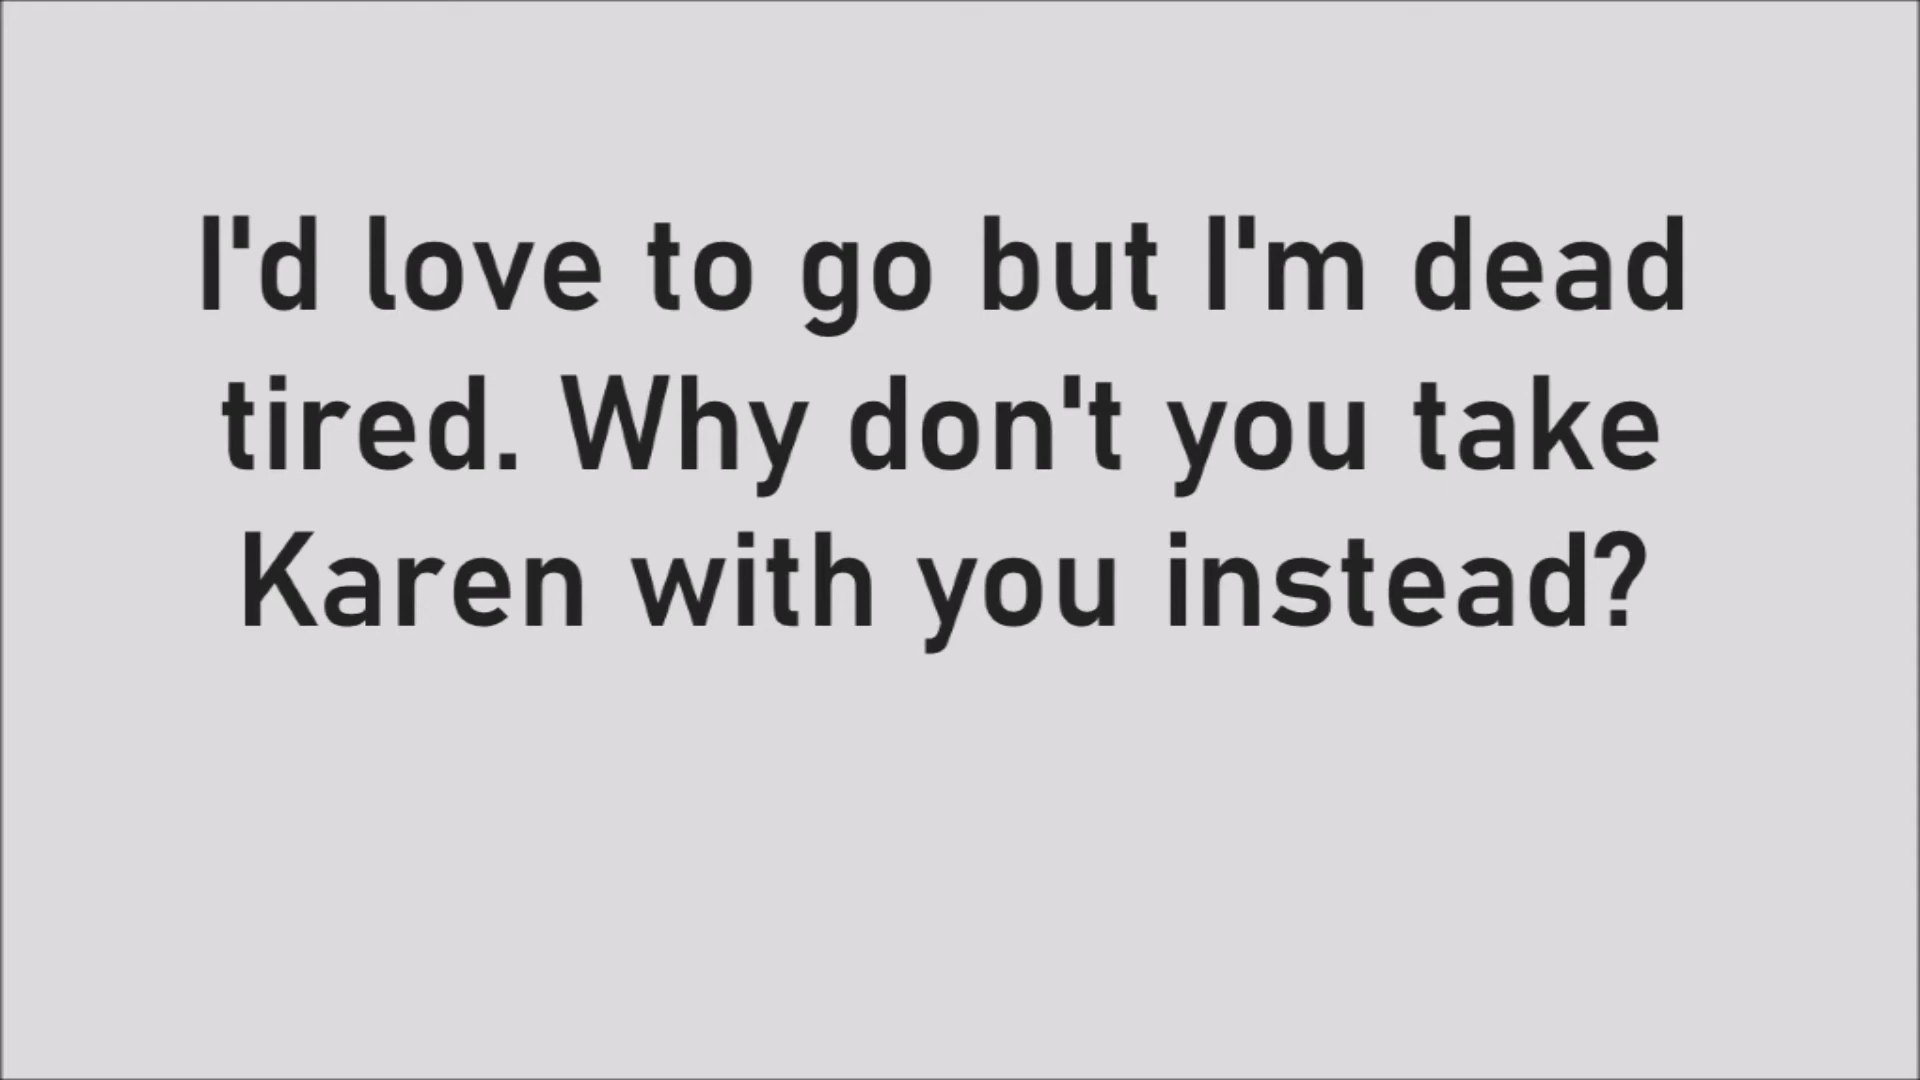 I'd love to go but I'm dead
tired. Why don't you take
Karen with you instead?